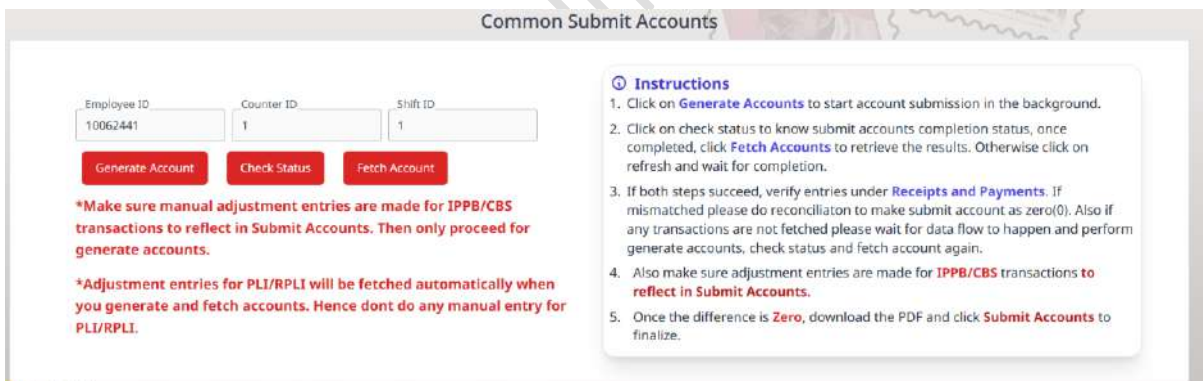 Common Submit Accounts
Employee ID
10062441
Counter ID
1
Shift ID
1
Generate Account
Check Status
Fetch Account
*Make sure manual adjustment entries are made for IPPB/CBS
transactions to reflect in Submit Accounts. Then only proceed for
generate accounts.
*Adjustment entries for PLI/RPLI will be fetched automatically when
you generate and fetch accounts. Hence dont do any manual entry for
PLI/RPLI.
Instructions
1. Click on Generate Accounts to start account submission in the background.
2. Click on check status to know submit accounts completion status, once
completed, click Fetch Accounts to retrieve the results. Otherwise click on
refresh and wait for completion.
3. If both steps succeed, verify entries under Receipts and Payments. If
mismatched please do reconciliaton to make submit account as zero(0). Also if
any transactions are not fetched please wait for data flow to happen and perform
generate accounts, check status and fetch account again.
4. Also make sure adjustment entries are made for IPPB/CBS transactions to
reflect in Submit Accounts.
5. Once the difference is Zero, download the PDF and click Submit Accounts to
finalize.